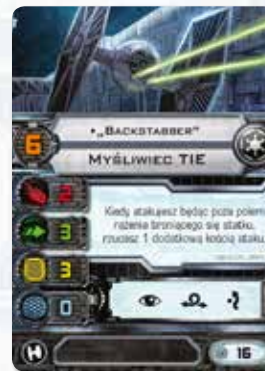 •„BACKSTABBER”
6
MYŚLIWIEC TIE
2
3
3
0
Kiedy atakujesz będąc poza polem
rażenia broniącego się statku,
rzucasz 1 dodatkową kością ataku.
16